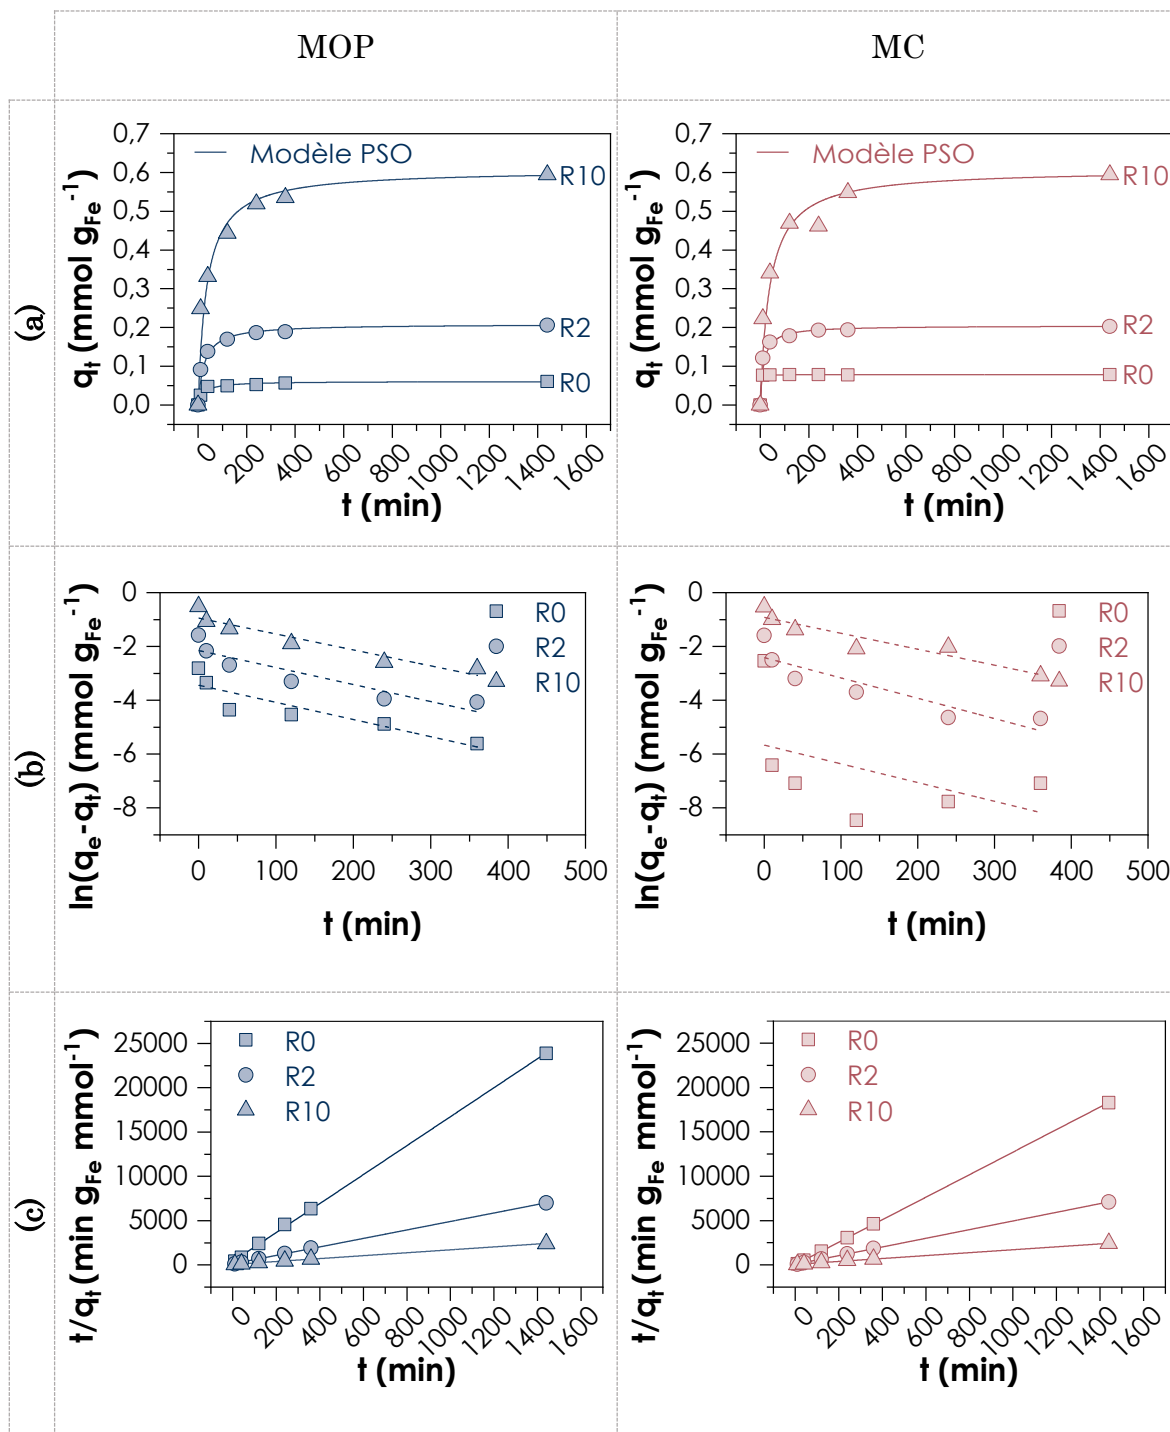 MOP MC
(a)
0,7
0,6
0,5
0,4
0,3
0,2
0,1
0,0
qt (mmol gFe-1)
Modèle PSO
R10
R2
R0
0 200 400 600 800 1000 1200 1400 1600
t (min)
0,7
0,6
0,5
0,4
0,3
0,2
0,1
0,0
qt (mmol gFe-1)
Modèle PSO
R10
R2
R0
0 200 400 600 800 1000 1200 1400 1600
t (min)
(b)
0
-2
-4
-6
-8
ln(qe-qt) (mmol gFe-1)
R0
R2
R10
0 100 200 300 400 500
t (min)
0
-2
-4
-6
-8
ln(qe-qt) (mmol gFe-1)
R0
R2
R10
0 100 200 300 400 500
t (min)
(c)
25000
20000
15000
10000
5000
0
t/qt (min gFe mmol-1)
R0
R2
R10
0 200 400 600 800 1000 1200 1400 1600
t (min)
25000
20000
15000
10000
5000
0
t/qt (min gFe mmol-1)
R0
R2
R10
0 200 400 600 800 1000 1200 1400 1600
t (min)